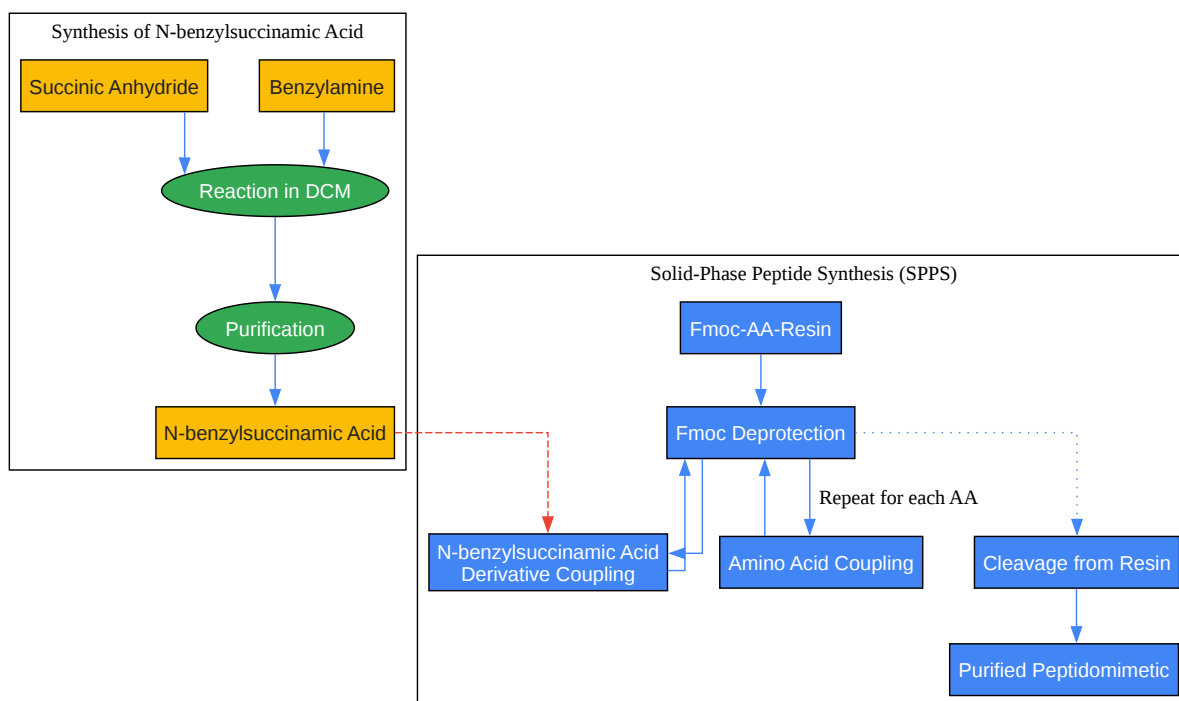 Synthesis of N-benzylsuccinamic Acid
Succinic Anhydride
Benzylamine
Reaction in DCM
Purification
N-benzylsuccinamic Acid
Solid-Phase Peptide Synthesis (SPPS)
Fmoc-AA-Resin
Fmoc Deprotection
Repeat for each AA
N-benzylsuccinamic Acid
Derivative Coupling
Amino Acid Coupling
Cleavage from Resin
Purified Peptidomimetic